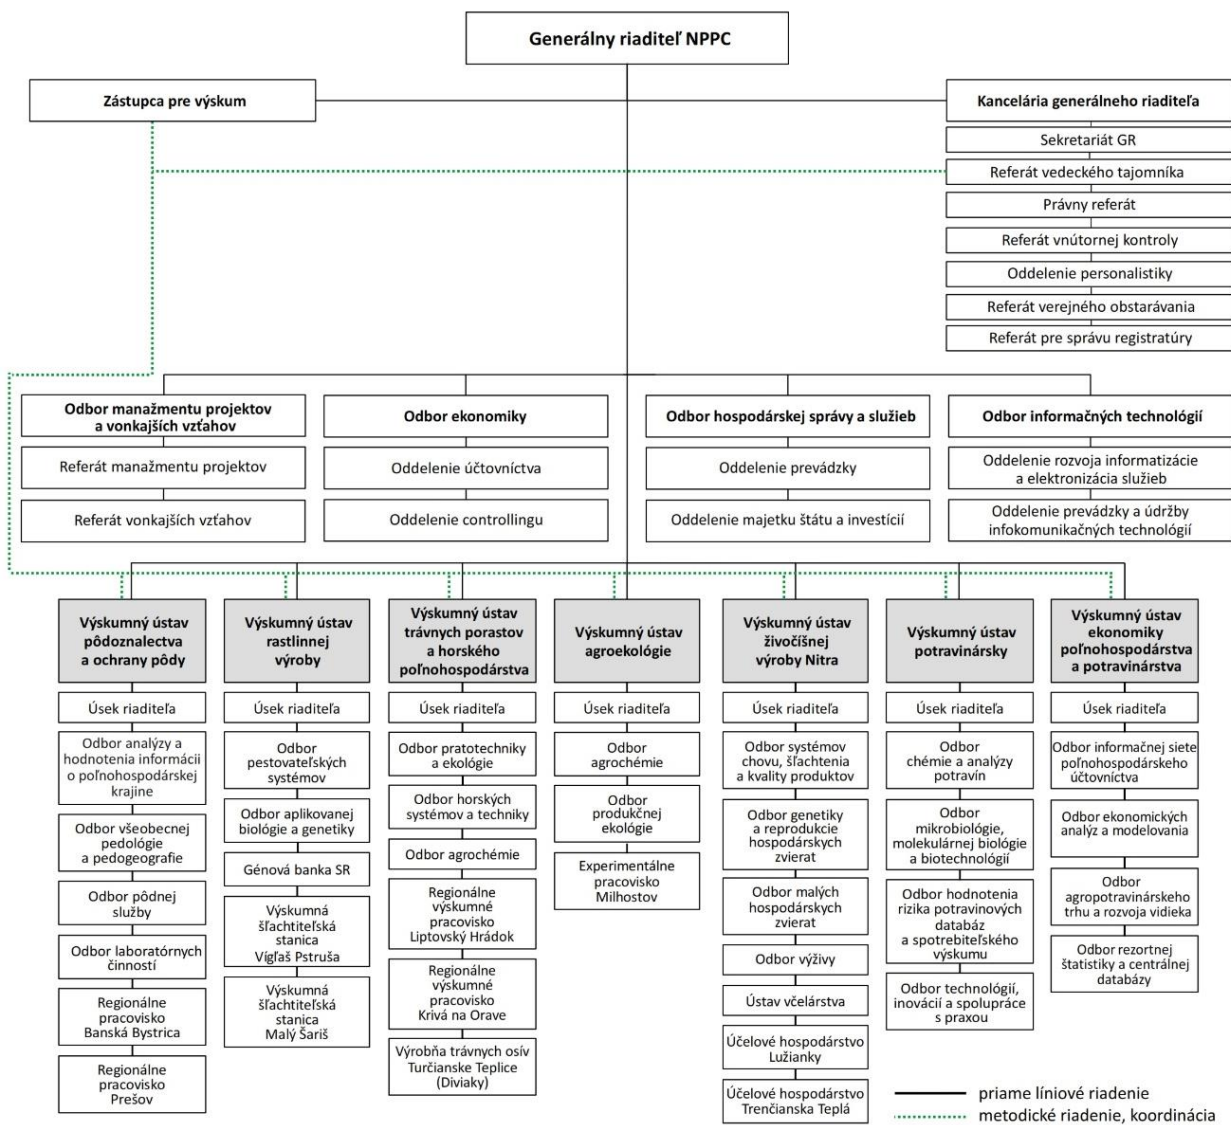 Generálny riaditeľ NPPC
Zástupca pre výskum
Kancelária generálneho riaditeľa
Sekretariát GR
Referát vedeckého tajomníka
Právny referát
Referát vnútornej kontroly
Oddelenie personalistiky
Referát verejného obstarávania
Referát pre správu registratúry
Odbor manažmentu projektov
a vonkajších vzťahov
Referát manažmentu projektov
Referát vonkajších vzťahov
Odbor ekonomiky
Oddelenie účtovníctva
Oddelenie controllingu
Odbor hospodárskej správy a služieb
Oddelenie prevádzky
Oddelenie majetku štátu a investícií
Odbor informačných technológií
Oddelenie rozvoja informatizácie
a elektronizácia služieb
Oddelenie prevádzky a údržby
infokomunikačných technológií
Výskumný ústav
pôdoznalectva
a ochrany pôdy
Úsek riaditeľa
Odbor analýzy a
hodnotenia informácii
o poľnohospodárskej
krajine
Odbor všeobecnej
pedológie
a pedogeografie
Odbor pôdnej
služby
Odbor laboratórnych
činností
Regionálne
pracovisko
Banská Bystrica
Regionálne
pracovisko
Prešov
Výskumný ústav
rastlinnej
výroby
Úsek riaditeľa
Odbor
pestovateľských
systémov
Odbor aplikovanej
biológie a genetiky
Génová banka SR
Výskumná
šľachtiteľská
stanica
Vígľaš Pstruša
Výskumná
šľachtiteľská
stanica
Malý Šariš
Výskumný ústav
trávnych porastov
a horského
poľnohospodárstva
Úsek riaditeľa
Odbor pratotechniky
a ekológie
Odbor horských
systémov a techniky
Odbor agrochémie
Regionálne
výskumné
pracovisko
Liptovský Hrádok
Regionálne
výskumné
pracovisko
Krivá na Orave
Výrobňa trávnych osív
Turčianske Teplice
(Diviaky)
Výskumný ústav
agroekológie
Úsek riaditeľa
Odbor
agrochémie
Odbor
produkčnej
ekológie
Experimentálne
pracovisko
Milhostov
Výskumný ústav
živočíšnej
výroby Nitra
Úsek riaditeľa
Odbor systémov
chovu, šľachtenia
a kvality produktov
Odbor genetiky
a reprodukcie
hospodárskych
zvierat
Odbor malých
hospodárskych
zvierat
Odbor výživy
Ústav včelárstva
Účelové hospodárstvo
Lužianky
Účelové hospodárstvo
Trenčianska Teplá
Výskumný ústav
potravinársky
Úsek riaditeľa
Odbor
chémie a analýzy
potravín
Odbor
mikrobiológie,
molekulárnej biológie
a biotechnológií
Odbor hodnotenia
rizika potravinových
databáz
a spotrebiteľského
výskumu
Odbor technológií,
inovácií a spolupráce
s praxou
Výskumný ústav
ekonomiky
poľnohospodárstva
a potravinárstva
Úsek riaditeľa
Odbor informačnej siete
poľnohospodárskeho
účtovníctva
Odbor ekonomických
analýz a modelovania
Odbor
agropotravinárskeho
trhu a rozvoja vidieka
Odbor rezortnej
štatistiky a centrálnej
databázy
priame líniové riadenie
metodické riadenie, koordinácia